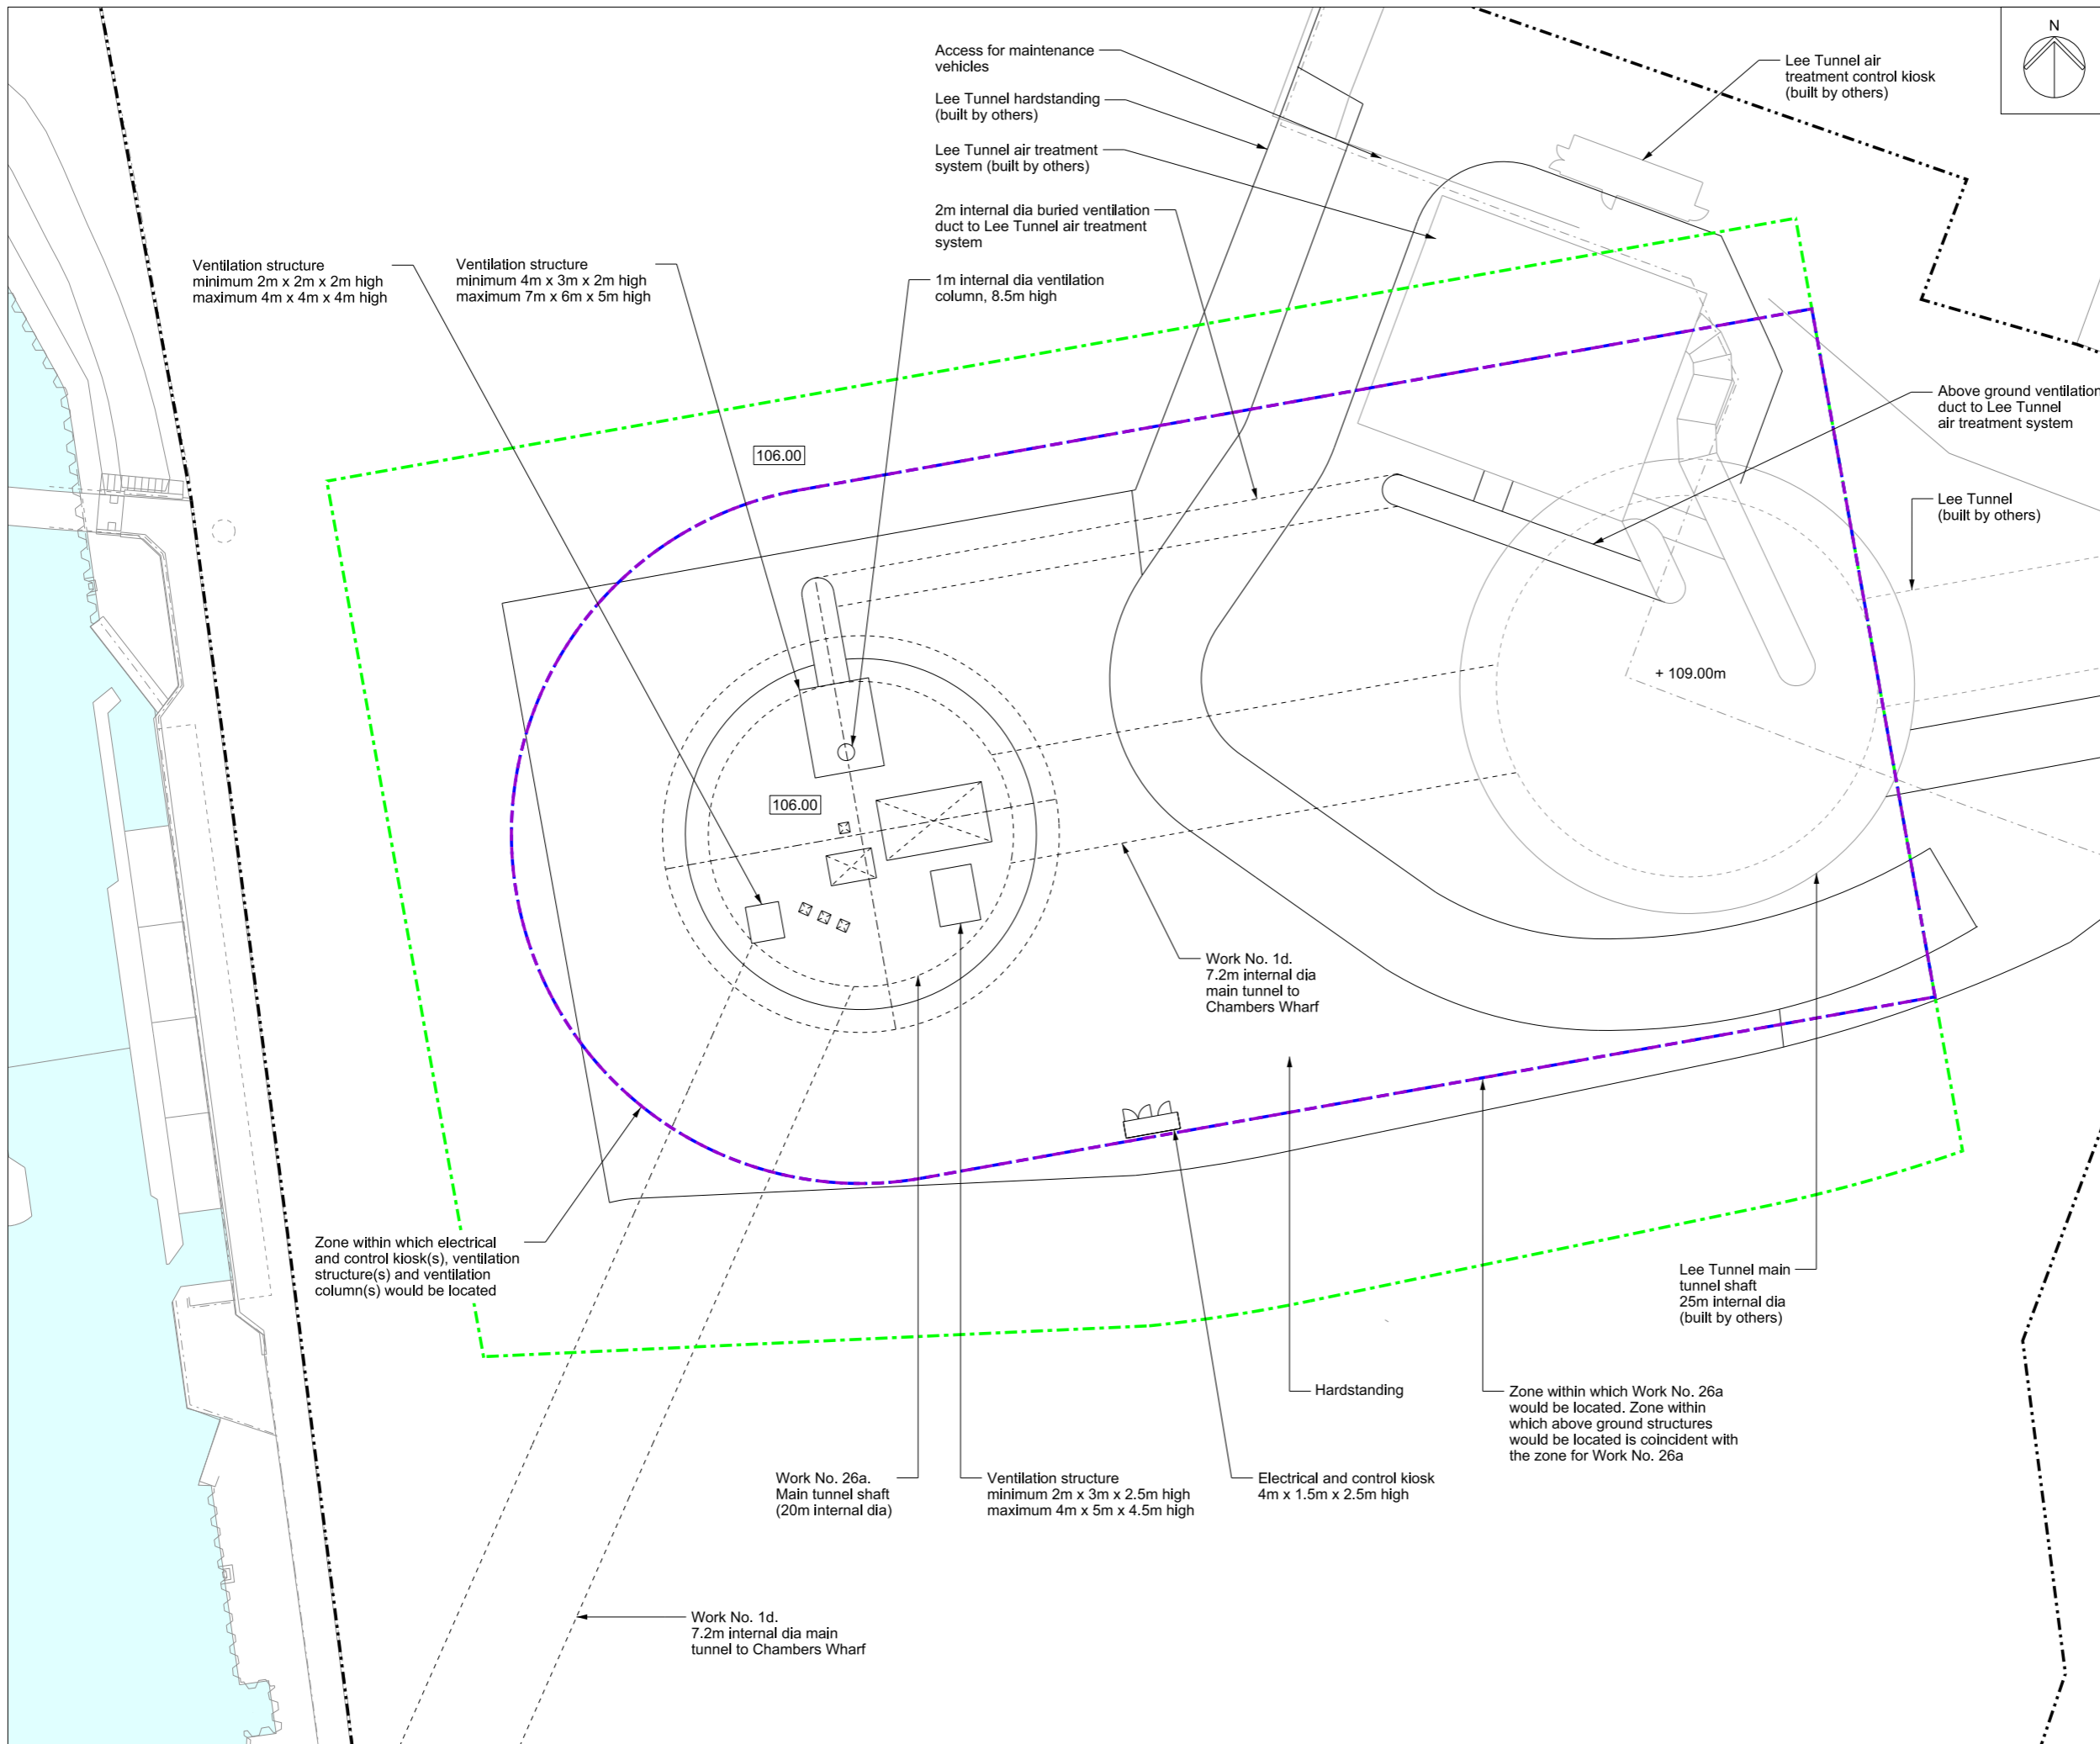 N
Access for maintenance
vehicles
Lee Tunnel hardstanding
(built by others)
Lee Tunnel air treatment
system (built by others)
2m internal dia buried ventilation
duct to Lee Tunnel air treatment
system
1m internal dia ventilation
column, 8.5m high
Lee Tunnel air
treatment control kiosk
(built by others)
Ventilation structure
minimum 2m x 2m x 2m high
maximum 4m x 4m x 4m high
Ventilation structure
minimum 4m x 3m x 2m high
maximum 7m x 6m x 5m high
Above ground ventilation
duct to Lee Tunnel
air treatment system
106.00
Lee Tunnel
(built by others)
+ 109.00m
106.00
Work No. 1d.
7.2m internal dia
main tunnel to
Chambers Wharf
Zone within which electrical
and control kiosk(s), ventilation
structure(s) and ventilation
column(s) would be located
Lee Tunnel main
tunnel shaft
25m internal dia
(built by others)
Hardstanding
Zone within which Work No. 26a
would be located. Zone within
which above ground structures
would be located is coincident with
the zone for Work No. 26a
Work No. 26a.
Main tunnel shaft
(20m internal dia)
Ventilation structure
minimum 2m x 3m x 2.5m high
maximum 4m x 5m x 4.5m high
Electrical and control kiosk
4m x 1.5m x 2.5m high
Work No. 1d.
7.2m internal dia main
tunnel to Chambers Wharf